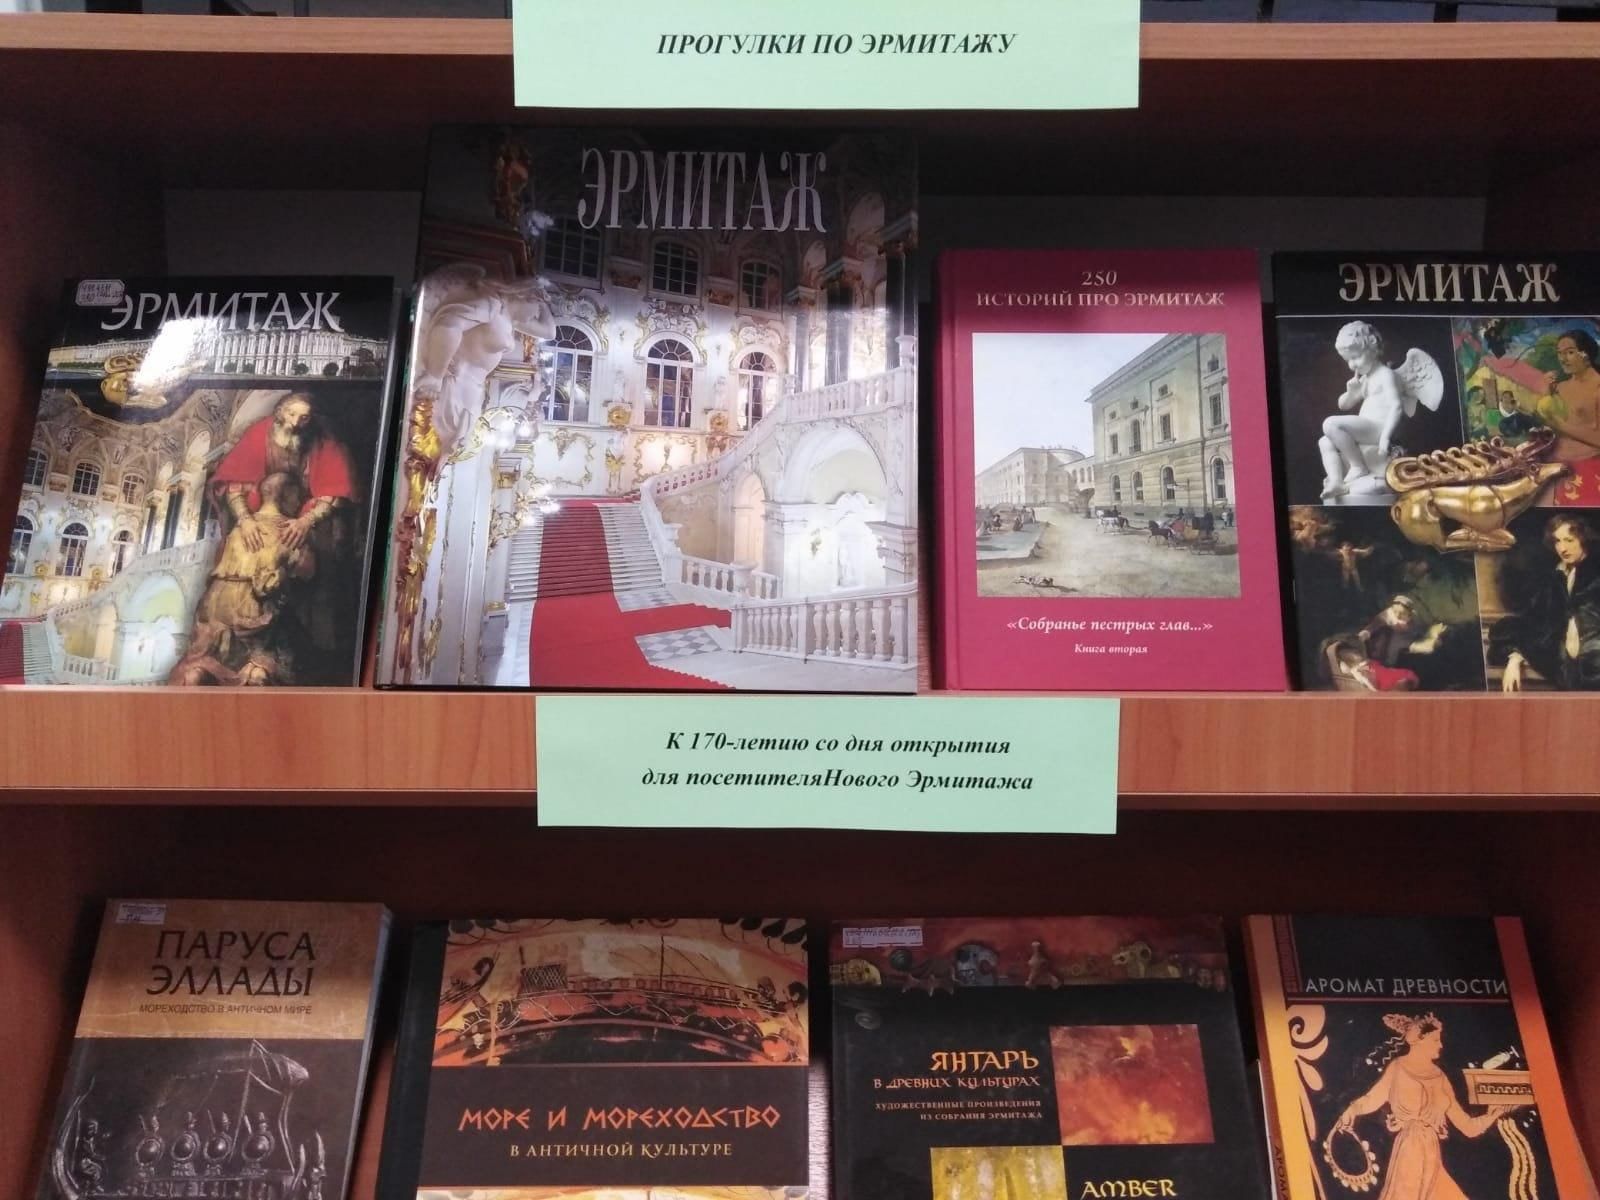 ПРОГУЛКИ ПО ЭРМИТАЖУ
ЭРМИТАЖ
ЭРМИТАЖ
250
ИСТОРИЙ ПРО ЭРМИТАЖ
«Собранье пестрых глав...»
Книга вторая
ЭРМИТАЖ
К 170-летию со дня открытия
для посетителяНового Эрмитажа
ПАРУСА
ЭЛЛАДЫ
МОРЕХОДСТВО В АНТИЧНОМ МИРЕ
МОРЕ И МОРЕХОДСТВО
В АНТИЧНОЙ КУЛЬТУРЕ
ЯНТАРЬ
В ДРЕВНИХ КУЛЬТУРАХ
ХУДОЖЕСТВЕННЫЕ ПРОИЗВЕДЕНИЯ
ИЗ СОБРАНИЯ ЭРМИТАЖА
AMBER
АРОМАТ ДРЕВНОСТИ